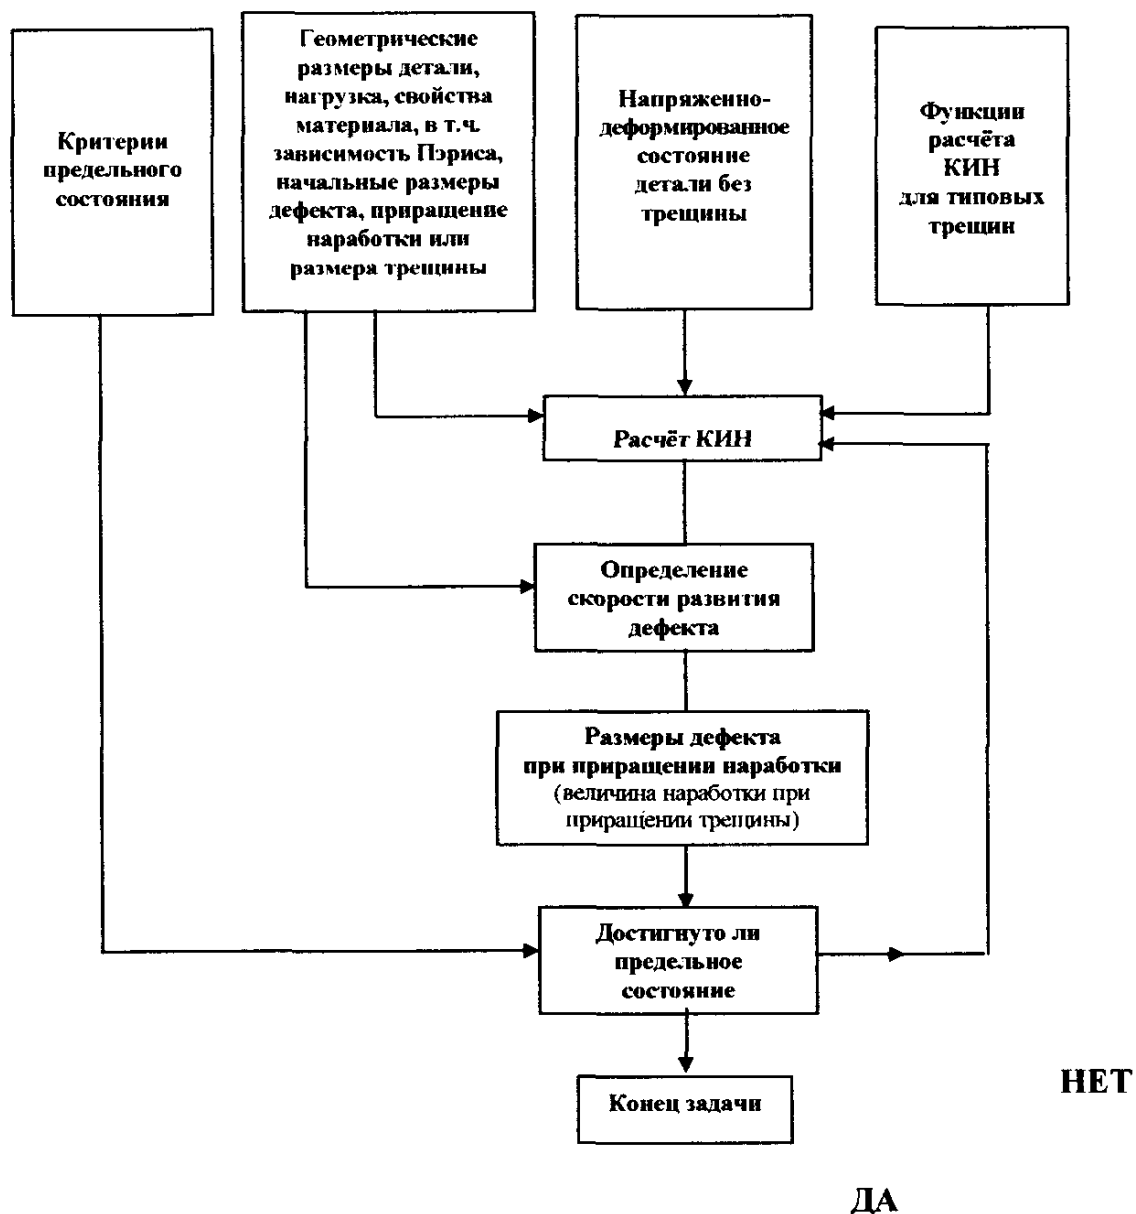 Критерии
предельного
состояния
Геометрические
размеры детали,
нагрузка, свойства
материала, в т.ч.
зависимость Пэриса,
начальные размеры
дефекта, приращение
наработки или
размера трещины
Напряженно-
деформированное
состояние
детали без
трещины
Функции
расчёта
КИН
для типовых
трещин
Расчёт КИН
Определение
скорости развития
дефекта
Размеры дефекта
при приращении наработки
(величина наработки при
приращении трещины)
Достигнуто ли
предельное
состояние
Конец задачи
НЕТ
ДА